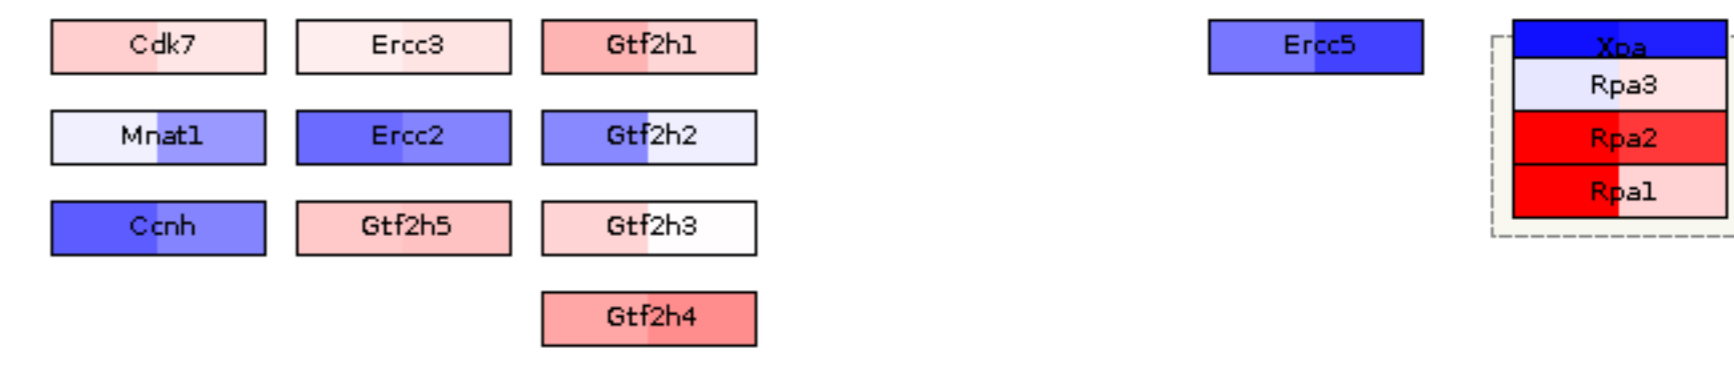 Cdk7 Ercc3 Gtf2h1 Ercc5 Xpa
Rpa3
Mnat1 Ercc2 Gtf2h2 Rpa2
Rpa1
Ccnh Gtf2h5 Gtf2h3
Gtf2h4